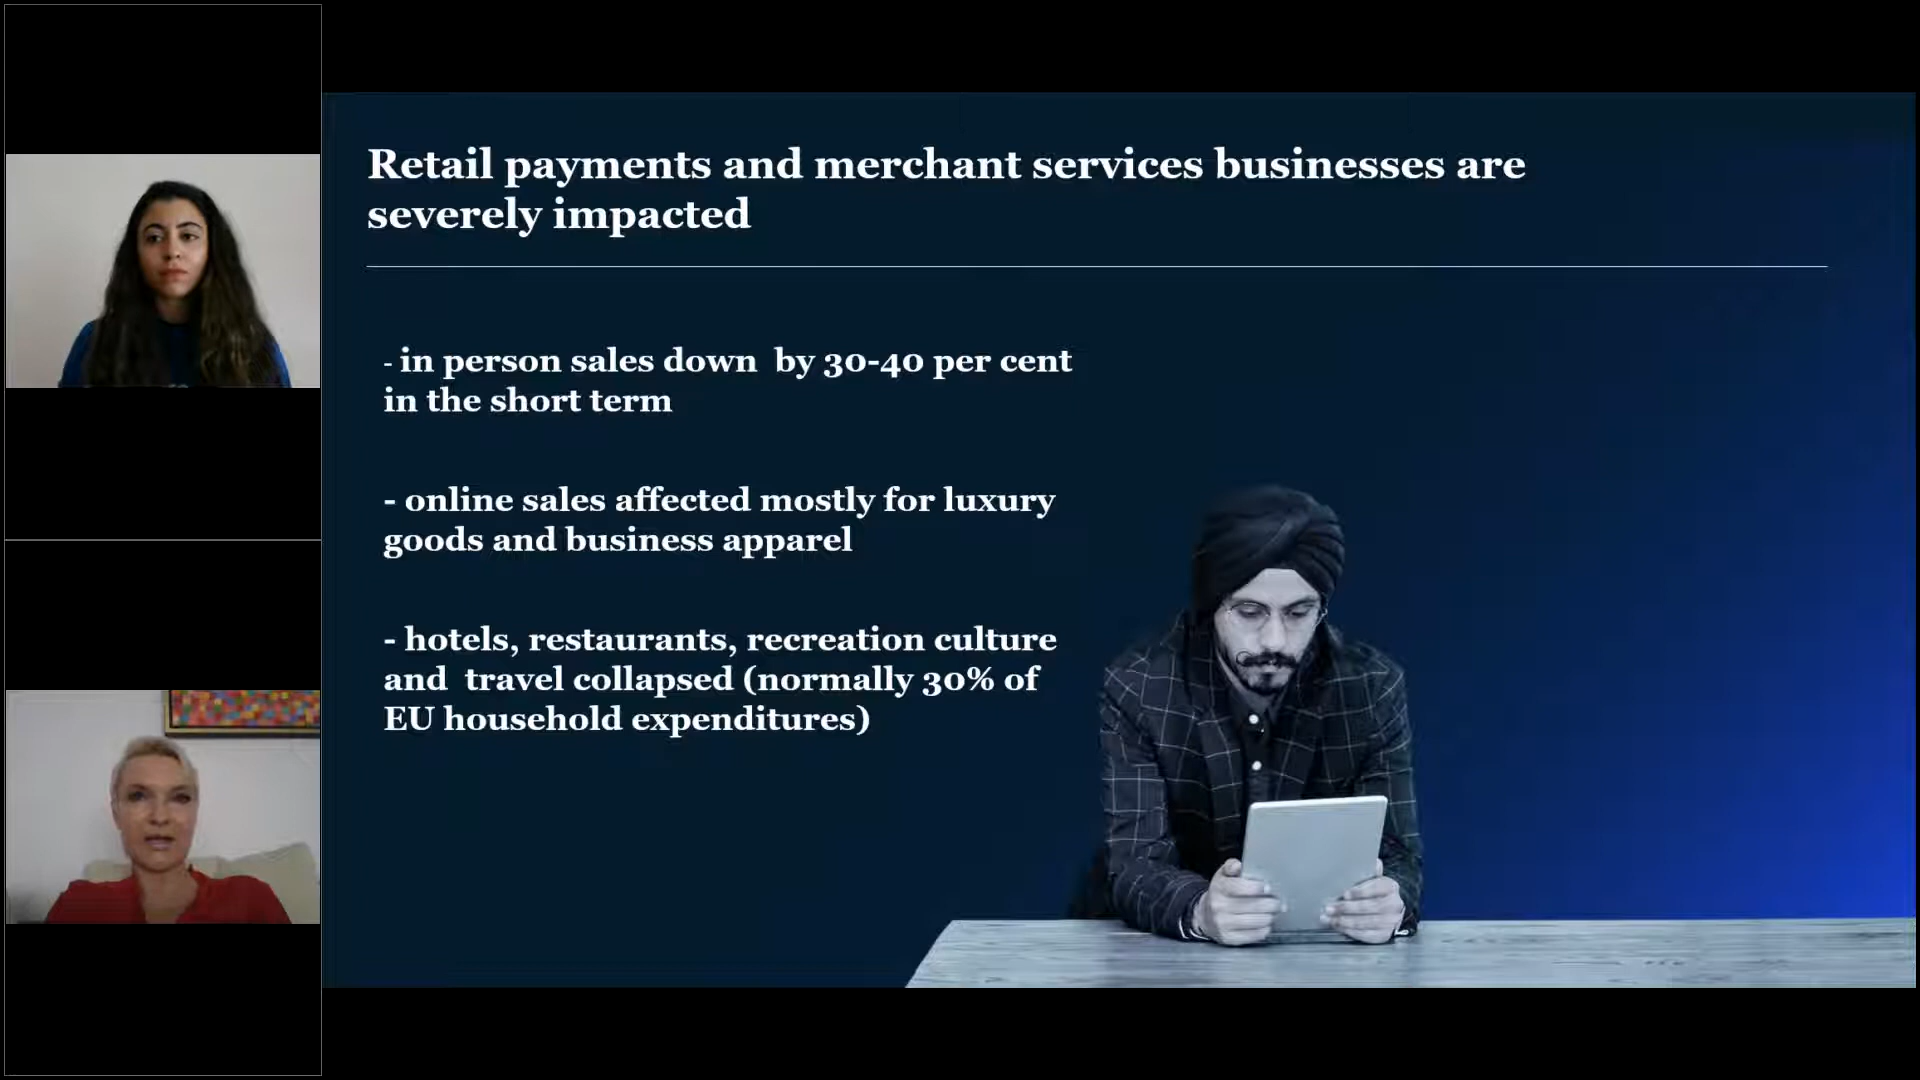 Retail payments and merchant services businesses are
severely impacted
- in person sales down  by 30-40 per cent
in the short term
- online sales affected mostly for luxury
goods and business apparel
- hotels, restaurants, recreation culture
and  travel collapsed (normally 30% of
EU household expenditures)